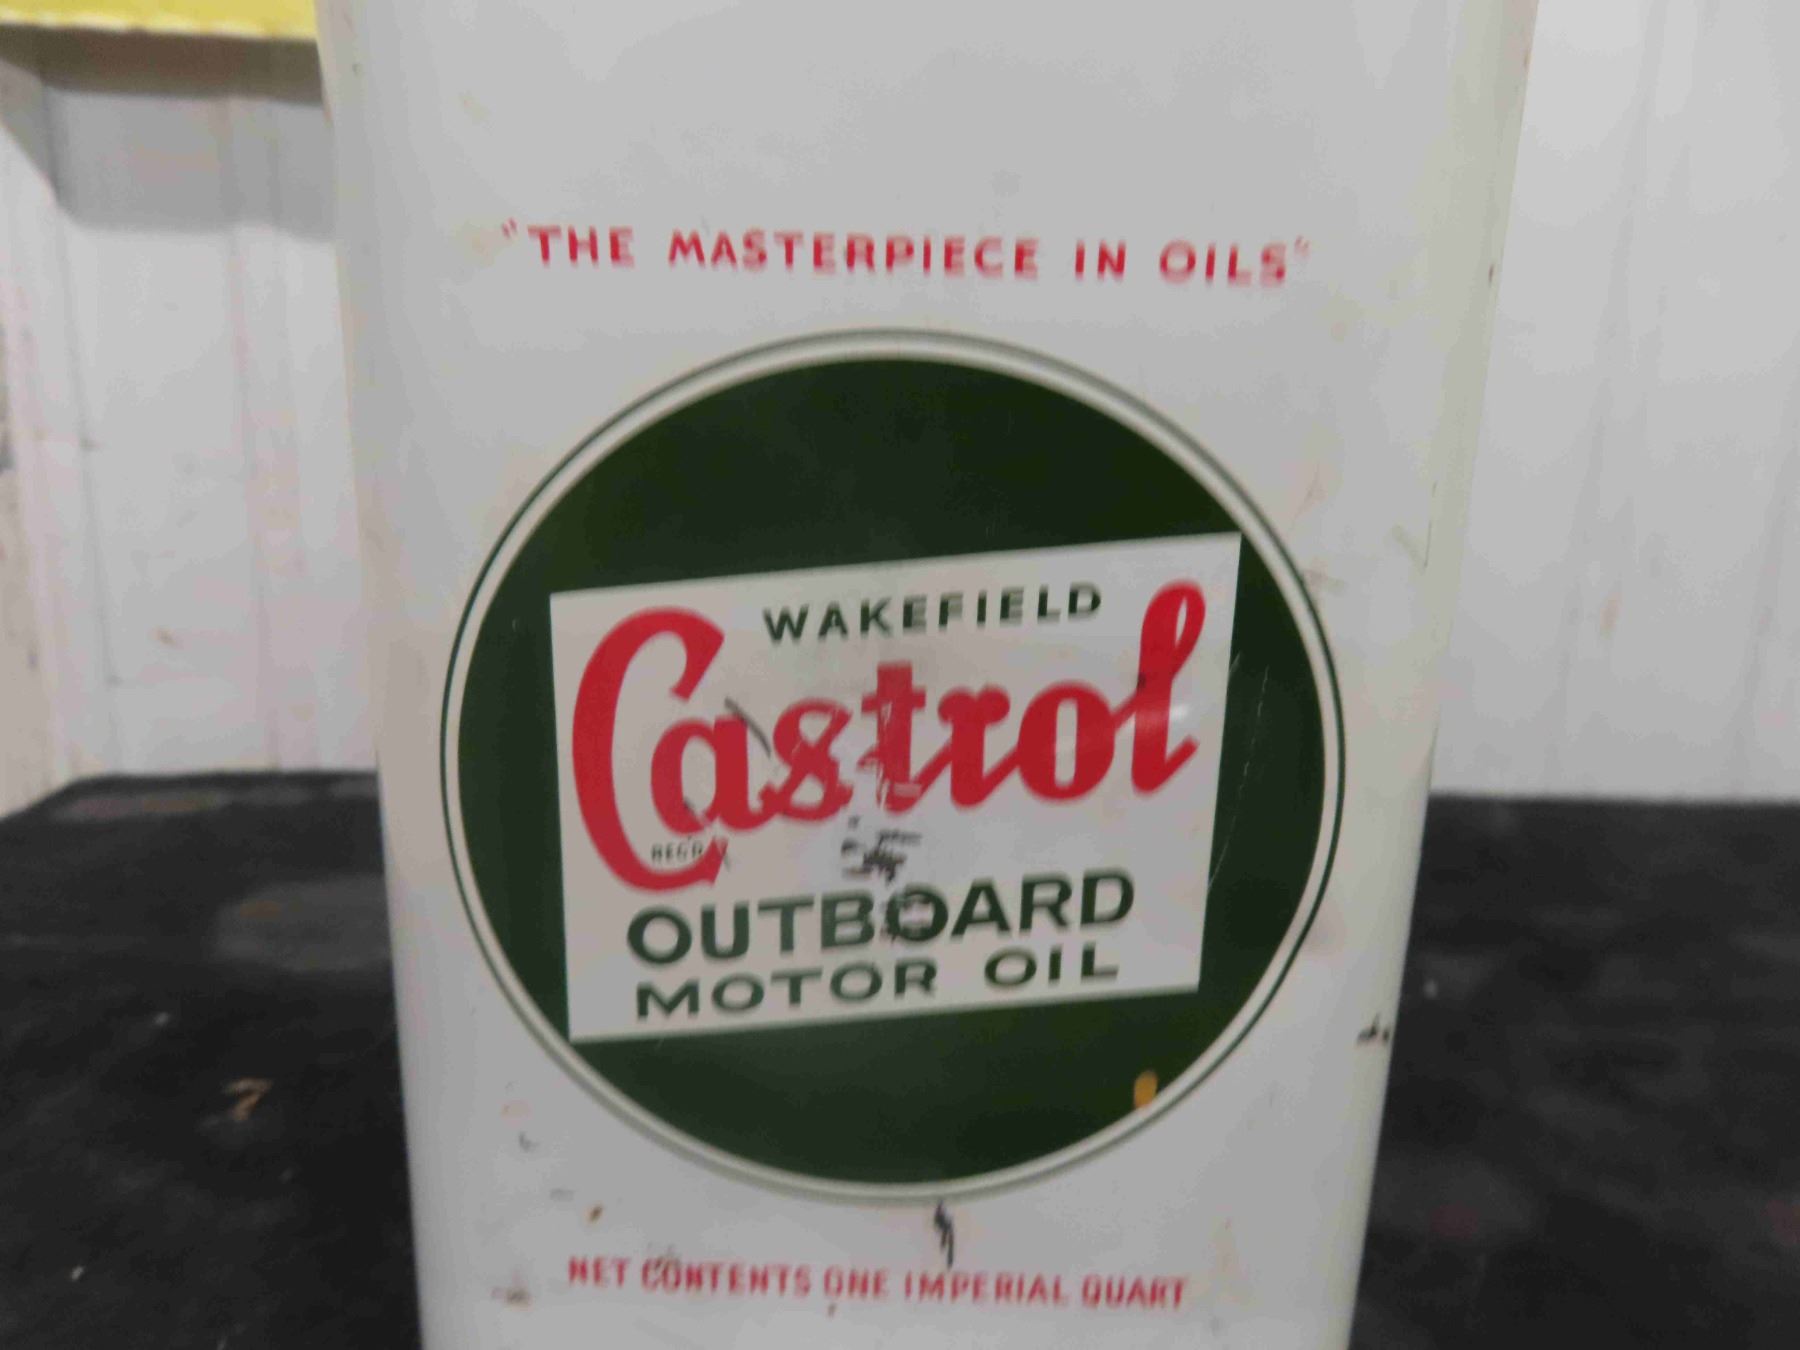 "THE MASTERPIECE IN OILS"
WAKEFIELD
Castrol
REGD
OUTBOARD
MOTOR OIL
NET CONTENTS ONE IMPERIAL QUART